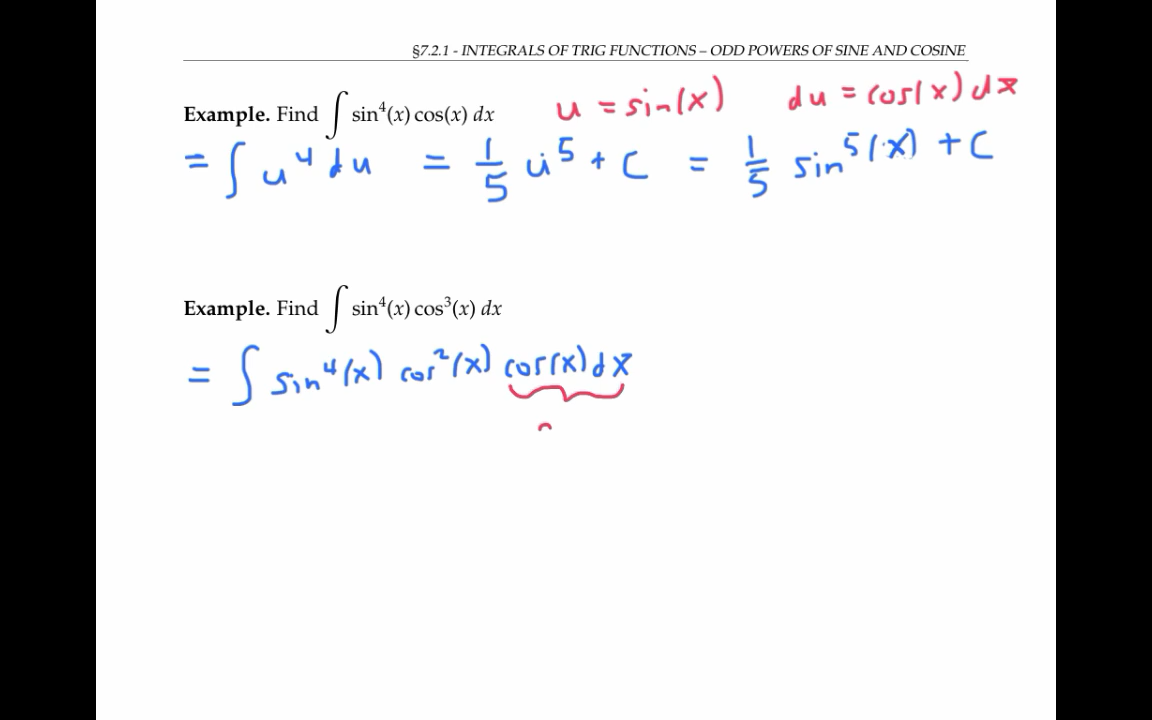 §7.2.1 - INTEGRALS OF TRIG FUNCTIONS – ODD POWERS OF SINE AND COSINE
Example. Find ∫ sin⁴(x) cos(x) dx u = sin(x) du = cos(x) dx
= ∫ u⁴ du = 1/5 u⁵ + C = 1/5 sin⁵(x) + C
Example. Find ∫ sin⁴(x) cos³(x) dx
= ∫ sin⁴(x) cos²(x) cos(x) dx